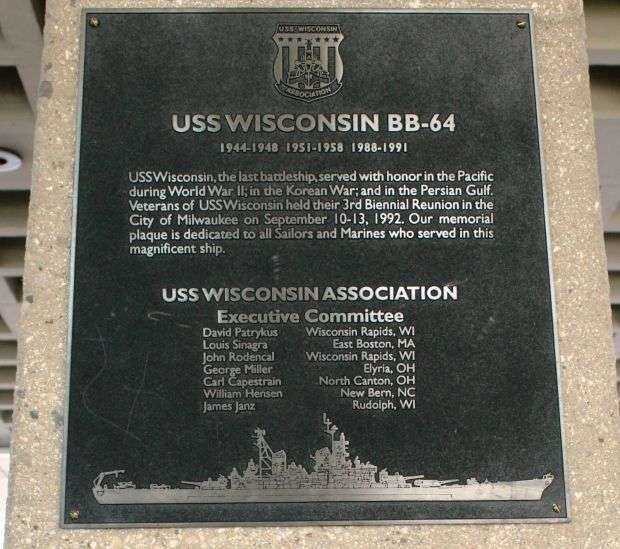 USS WISCONSIN
ASSOCIATION
USS WISCONSIN BB-64
1944-1948 1951-1958 1988-1991
USS Wisconsin, the last battleship, served with honor in the Pacific
during World War II; in the Korean War; and in the Persian Gulf.
Veterans of USS Wisconsin held their 3rd Biennial Reunion in the
City of Milwaukee on September 10-13, 1992. Our memorial
plaque is dedicated to all Sailors and Marines who served in this
magnificent ship.
USS WISCONSIN ASSOCIATION
Executive Committee
David Patrykus Wisconsin Rapids, WI
Louis Sinagra East Boston, MA
John Rodencal Wisconsin Rapids, WI
George Miller Elyria, OH
Carl Capestrain North Canton, OH
William Hensen New Bern, NC
James Janz Rudolph, WI